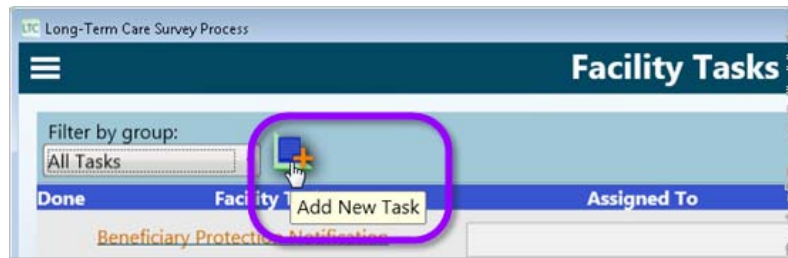 LTC Long-Term Care Survey Process
Facility Tasks
Filter by group:
All Tasks
Done Facility T Assigned To
Add New Task
Beneficiary Protection Notification